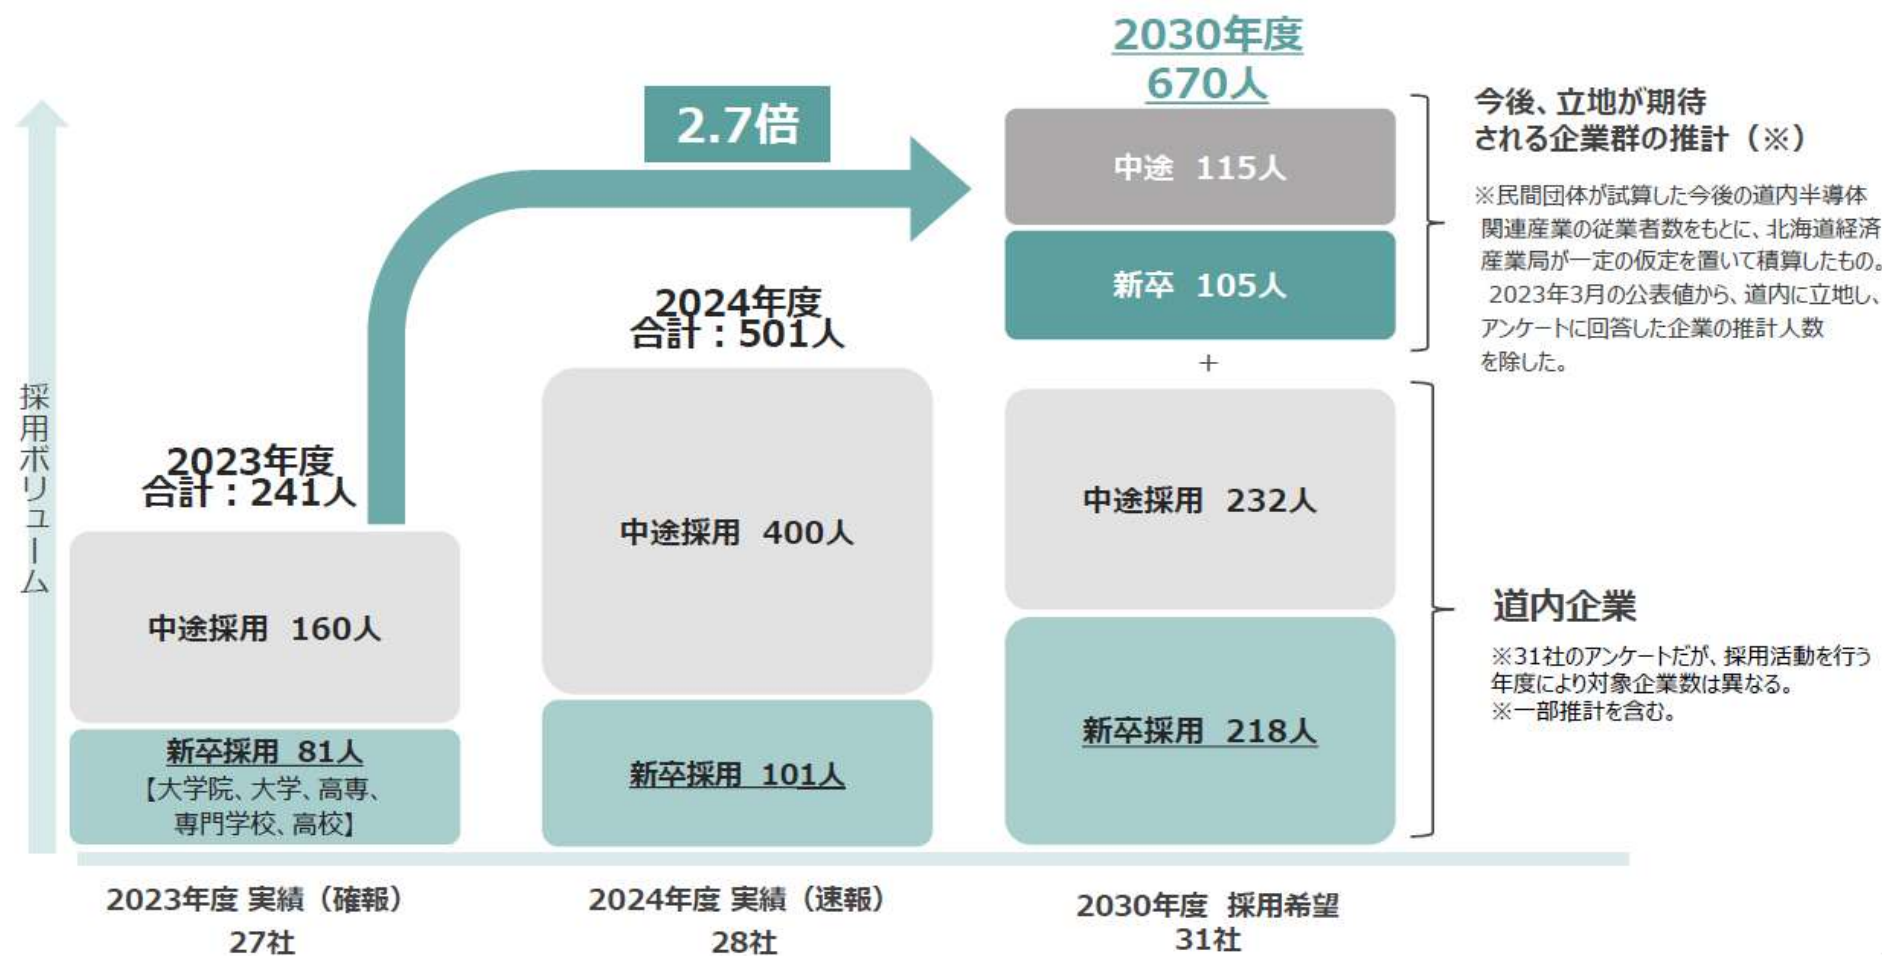 2030年度
670人
2.7倍
今後、立地が期待
される企業群の推計（※）
※民間団体が試算した今後の道内半導体
関連産業の従業者数をもとに、北海道経済
産業局が一定の仮定を置いて積算したもの。
2023年3月の公表値から、道内に立地し、
アンケートに回答した企業の推計人数
を除した。
中途 115人
新卒 105人
+
2024年度
合計：501人
2023年度
合計：241人
採用ボリューム
中途採用 160人
新卒採用 81人
【大学院、大学、高専、
専門学校、高校】
中途採用 400人
新卒採用 101人
中途採用 232人
新卒採用 218人
道内企業
※31社のアンケートだが、採用活動を行う
年度により対象企業数は異なる。
※一部推計を含む。
2023年度 実績（確報）
27社
2024年度 実績（速報）
28社
2030年度 採用希望
31社